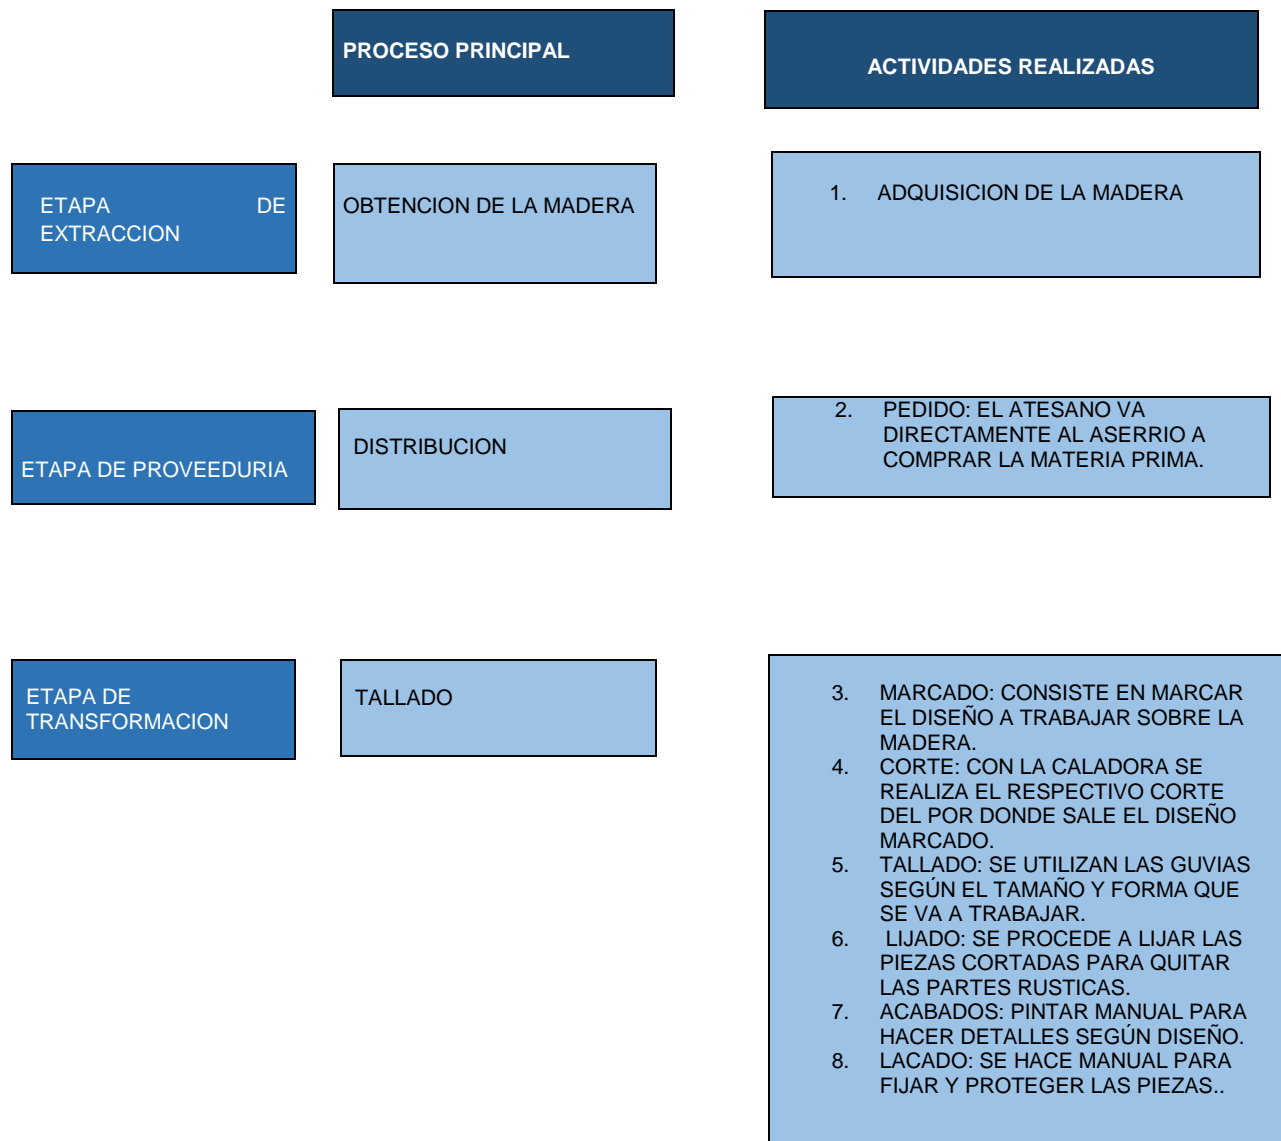 PROCESO PRINCIPAL
ACTIVIDADES REALIZADAS
ETAPA DE
EXTRACCION
OBTENCION DE LA MADERA
1. ADQUISICION DE LA MADERA
ETAPA DE PROVEEDURIA
DISTRIBUCION
2. PEDIDO: EL ATESANO VA
DIRECTAMENTE AL ASERRIO A
COMPRAR LA MATERIA PRIMA.
ETAPA DE
TRANSFORMACION
TALLADO
3. MARCADO: CONSISTE EN MARCAR
EL DISEÑO A TRABAJAR SOBRE LA
MADERA.
4. CORTE: CON LA CALADORA SE
REALIZA EL RESPECTIVO CORTE
DEL POR DONDE SALE EL DISEÑO
MARCADO.
5. TALLADO: SE UTILIZAN LAS GUVIAS
SEGÚN EL TAMAÑO Y FORMA QUE
SE VA A TRABAJAR.
6. LIJADO: SE PROCEDE A LIJAR LAS
PIEZAS CORTADAS PARA QUITAR
LAS PARTES RUSTICAS.
7. ACABADOS: PINTAR MANUAL PARA
HACER DETALLES SEGÚN DISEÑO.
8. LACADO: SE HACE MANUAL PARA
FIJAR Y PROTEGER LAS PIEZAS..